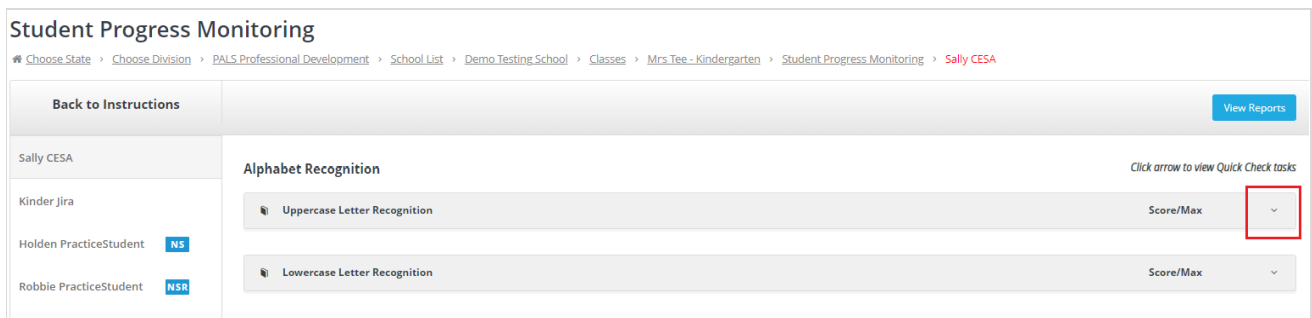 Student Progress Monitoring
Choose State > Choose Division > PALS Professional Development > School List > Demo Testing School > Classes > Mrs Tee - Kindergarten > Student Progress Monitoring > Sally CESA
Back to Instructions
View Reports
Sally CESA
Alphabet Recognition
Click arrow to view Quick Check tasks
Kinder Jira
Uppercase Letter Recognition Score/Max
Holden PracticeStudent NS
Lowercase Letter Recognition Score/Max
Robbie PracticeStudent NSR